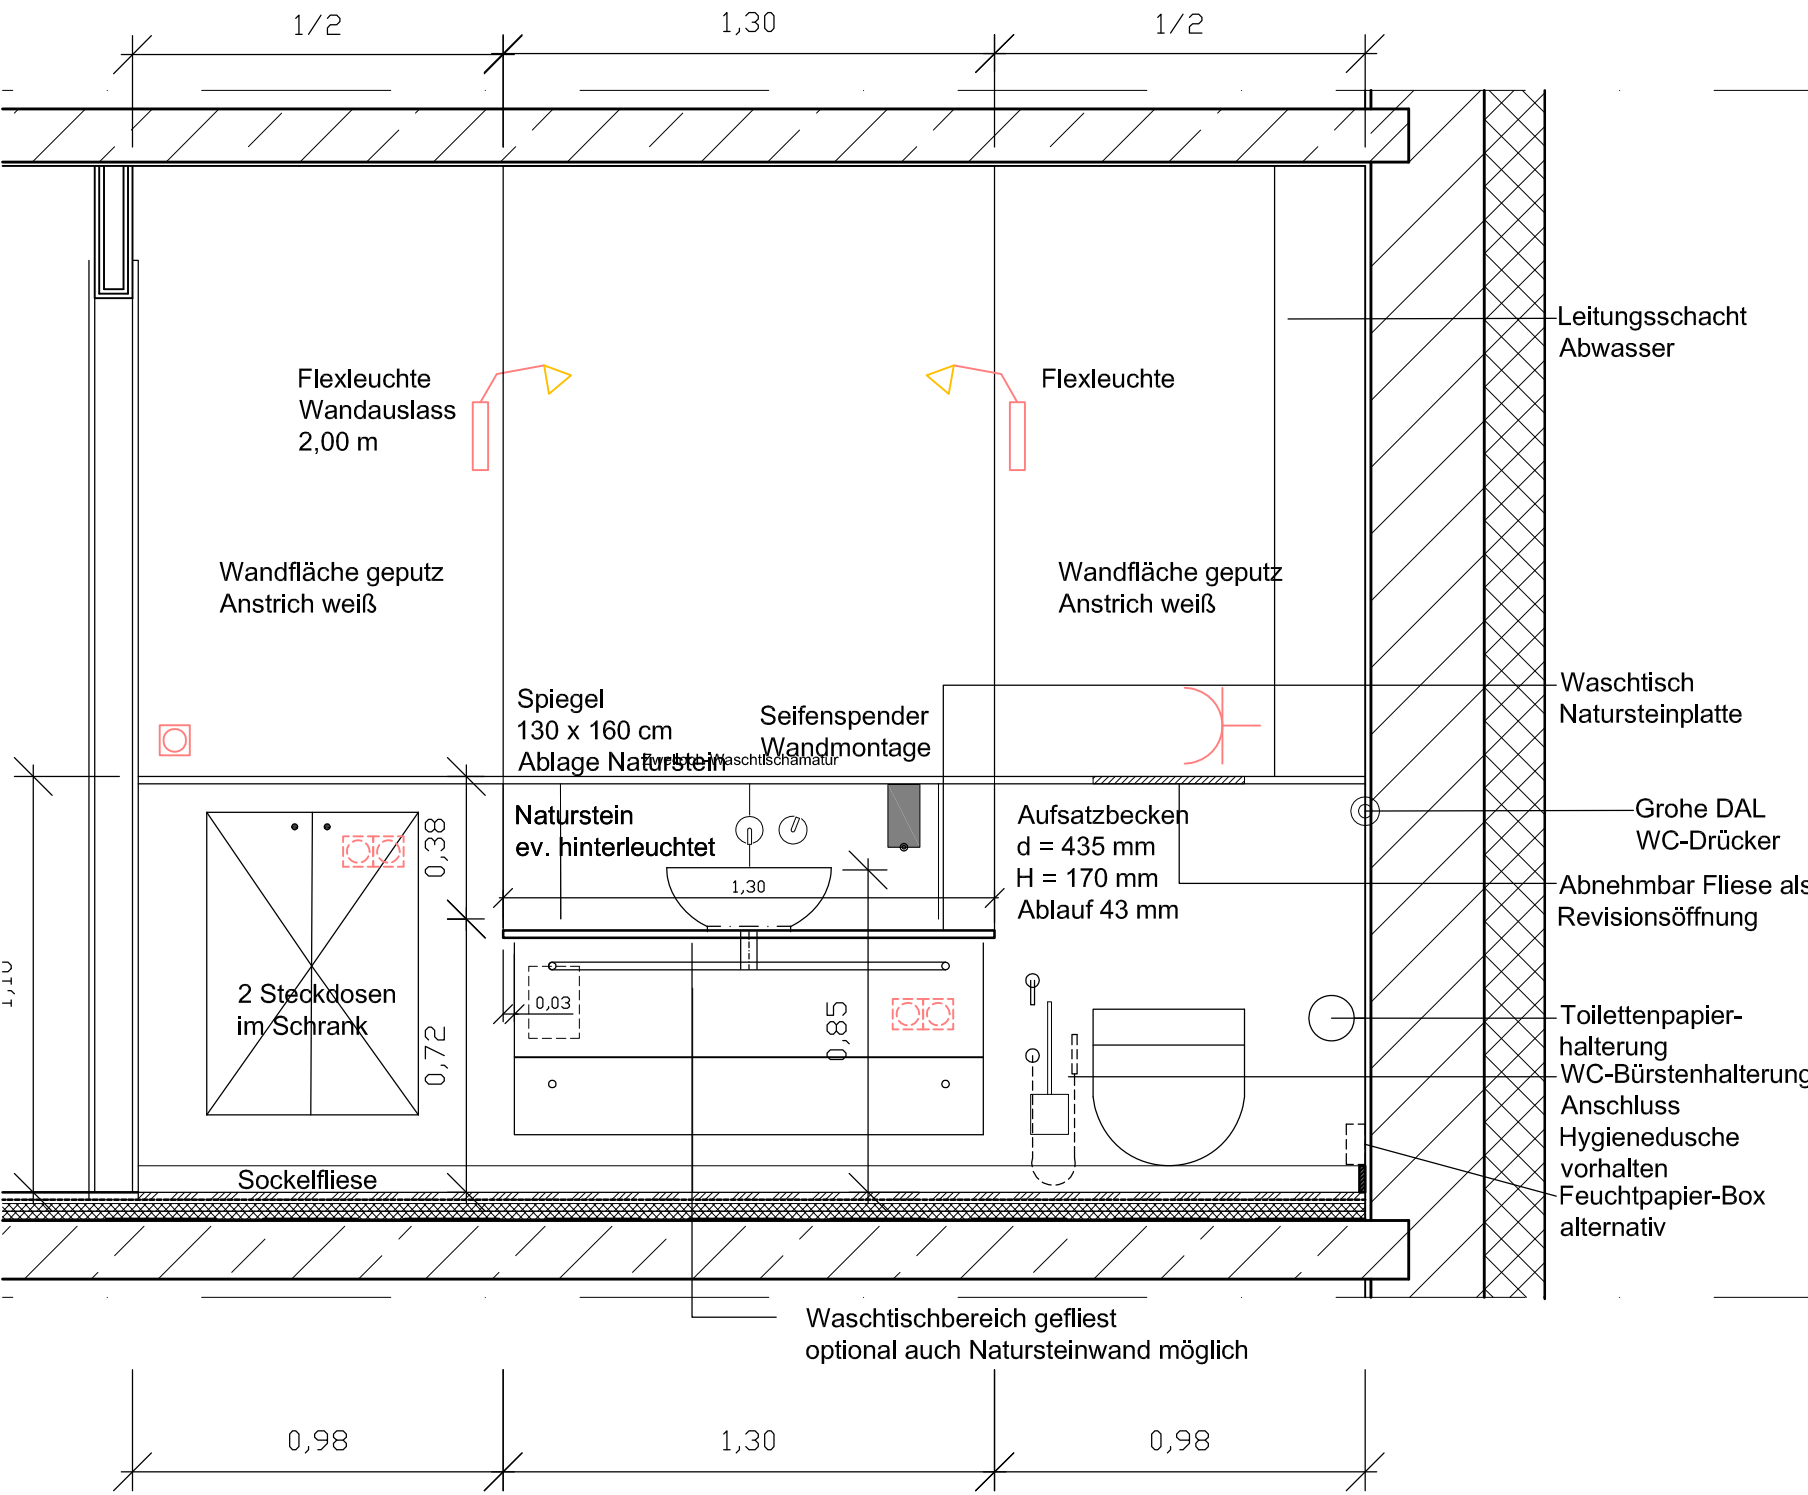 1/2
1,30
1/2
Leitungsschacht
Abwasser
Flexleuchte
Wandauslass
2,00 m
Flexleuchte
Wandfläche geputz
Anstrich weiß
Wandfläche geputz
Anstrich weiß
Spiegel
130 x 160 cm
Ablage Naturstein
Zweiloch-Waschtischamatur
Seifenspender
Wandmontage
Waschtisch
Natursteinplatte
Naturstein
ev. hinterleuchtet
Aufsatzbecken
d = 435 mm
H = 170 mm
Ablauf 43 mm
Grohe DAL
WC-Drücker
Abnehmbar Fliese als
Revisionsöffnung
0,38
1,30
1,10
2 Steckdosen
im Schrank
0,72
0,03
0,85
Toilettenpapier-
halterung
WC-Bürstenhalterung
Anschluss
Hygienedusche
vorhalten
Feuchtpapier-Box
alternativ
Sockelfliese
Waschtischbereich gefliest
optional auch Natursteinwand möglich
0,98
1,30
0,98